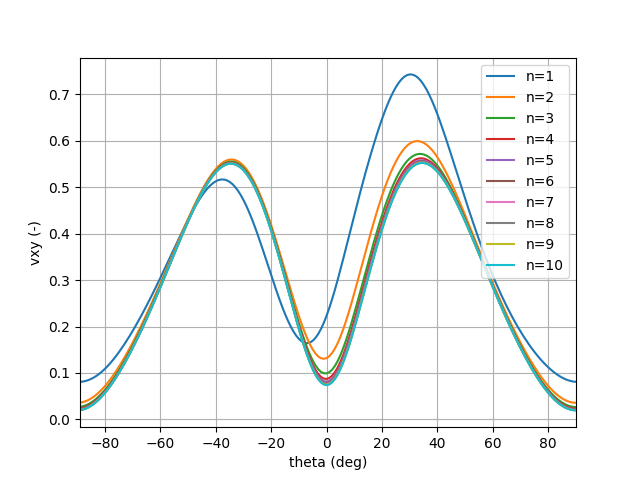 0.7
0.6
0.5
0.4
0.3
0.2
0.1
0.0
vxy (-)
−80
−60
−40
−20
0
20
40
60
80
theta (deg)
n=1
n=2
n=3
n=4
n=5
n=6
n=7
n=8
n=9
n=10